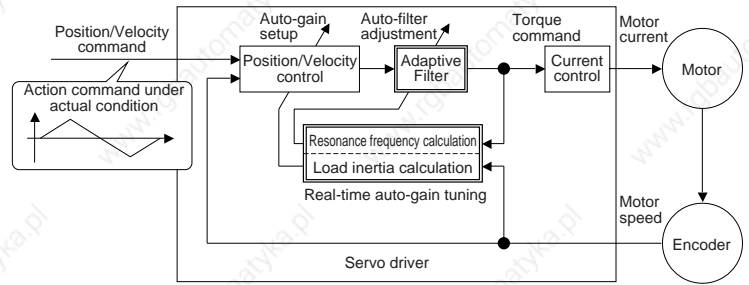 Position/Velocity
command
Auto-gain
setup
Auto-filter
adjustment
Torque
command
Motor
current
Position/Velocity
control
Adaptive
Filter
Current
control
Motor
Action command under
actual condition
Resonance frequency calculation
Load inertia calculation
Real-time auto-gain tuning
Motor
speed
Encoder
Servo driver